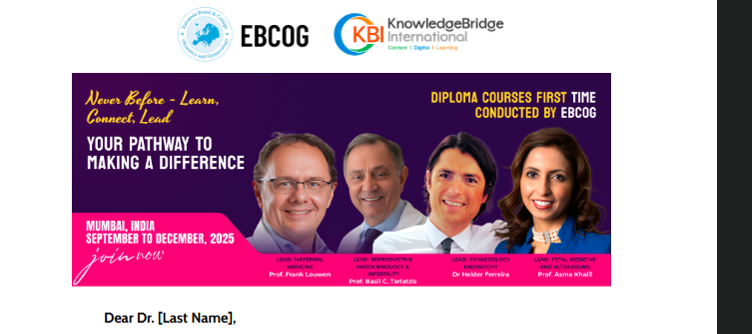 EBCOG
KBI KnowledgeBridge
International
Content | Digital | Learning
Never Before - Learn,
Connect, Lead
DIPLOMA COURSES FIRST TIME
CONDUCTED BY EBCOG
YOUR PATHWAY TO
MAKING A DIFFERENCE
MUMBAI, INDIA
SEPTEMBER TO DECEMBER, 2025
join now
LEAD- MATERNAL
MEDICINE
Prof. Frank Louwen
LEAD- REPRODUCTIVE
ENDOCRINOLOGY &
INFERTILITY
Prof. Basil C. Tarlatzis
LEAD- GYNAECOLOGY
ENDOSCOPY
Dr Helder Ferreira
LEAD- FETAL MEDICINE
AND ULTRASOUND
Prof. Asma Khalil
Dear Dr. [Last Name],